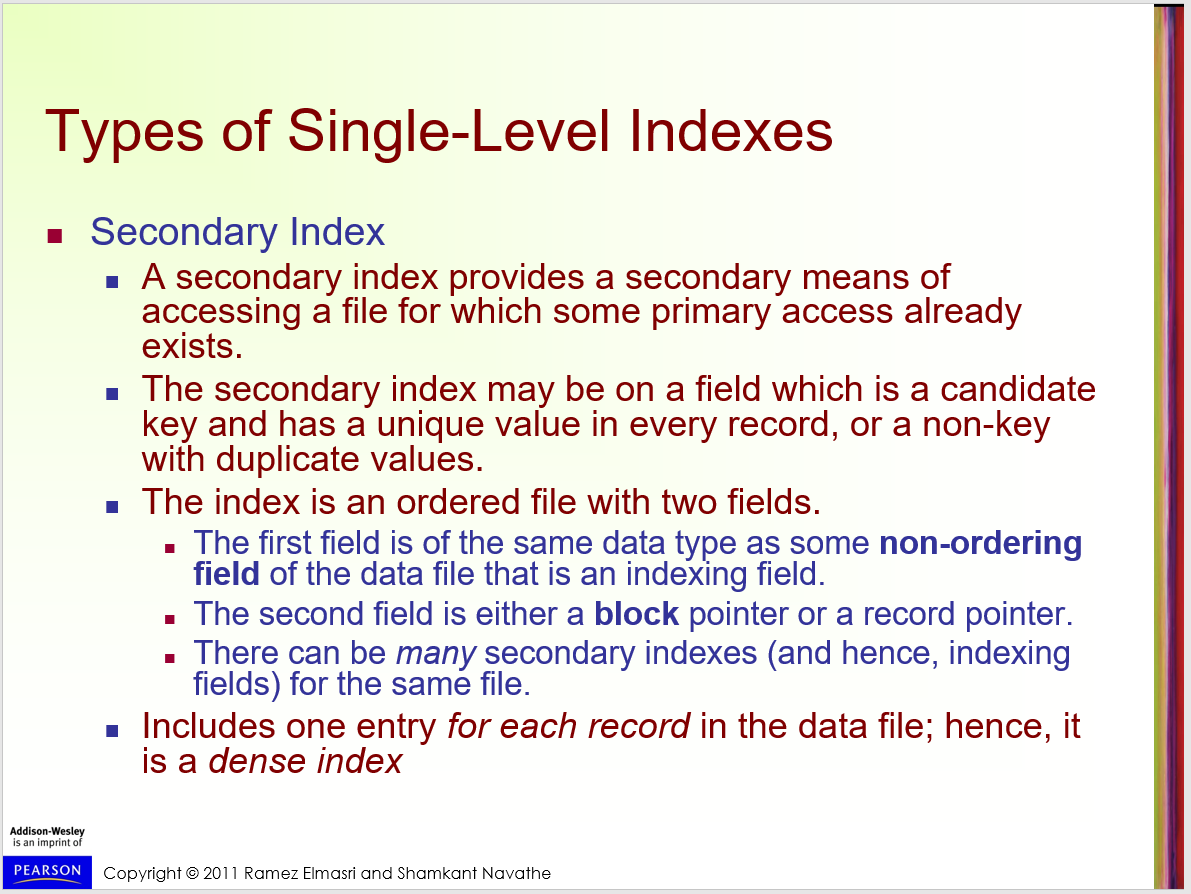 Types of Single-Level Indexes
Secondary Index
A secondary index provides a secondary means of
accessing a file for which some primary access already
exists.
The secondary index may be on a field which is a candidate
key and has a unique value in every record, or a non-key
with duplicate values.
The index is an ordered file with two fields.
The first field is of the same data type as some non-ordering
field of the data file that is an indexing field.
The second field is either a block pointer or a record pointer.
There can be many secondary indexes (and hence, indexing
fields) for the same file.
Includes one entry for each record in the data file; hence, it
is a dense index
Addison-Wesley
is an imprint of
PEARSON
Copyright © 2011 Ramez Elmasri and Shamkant Navathe